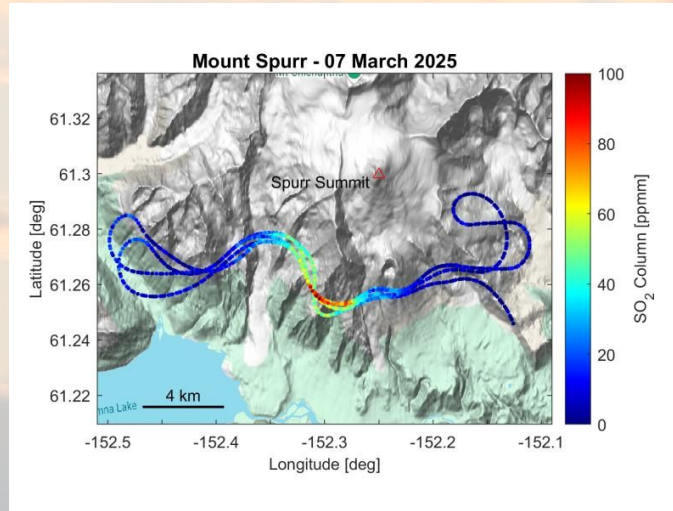 Mount Spurr - 07 March 2025
61.32
61.3
61.28
61.26
61.24
61.22
Latitude [deg]
Spurr Summit
mna Lake
4 km
-152.5
-152.4
-152.3
-152.2
-152.1
Longitude [deg]
100
80
60
40
20
0
SO2 Column [ppmm]